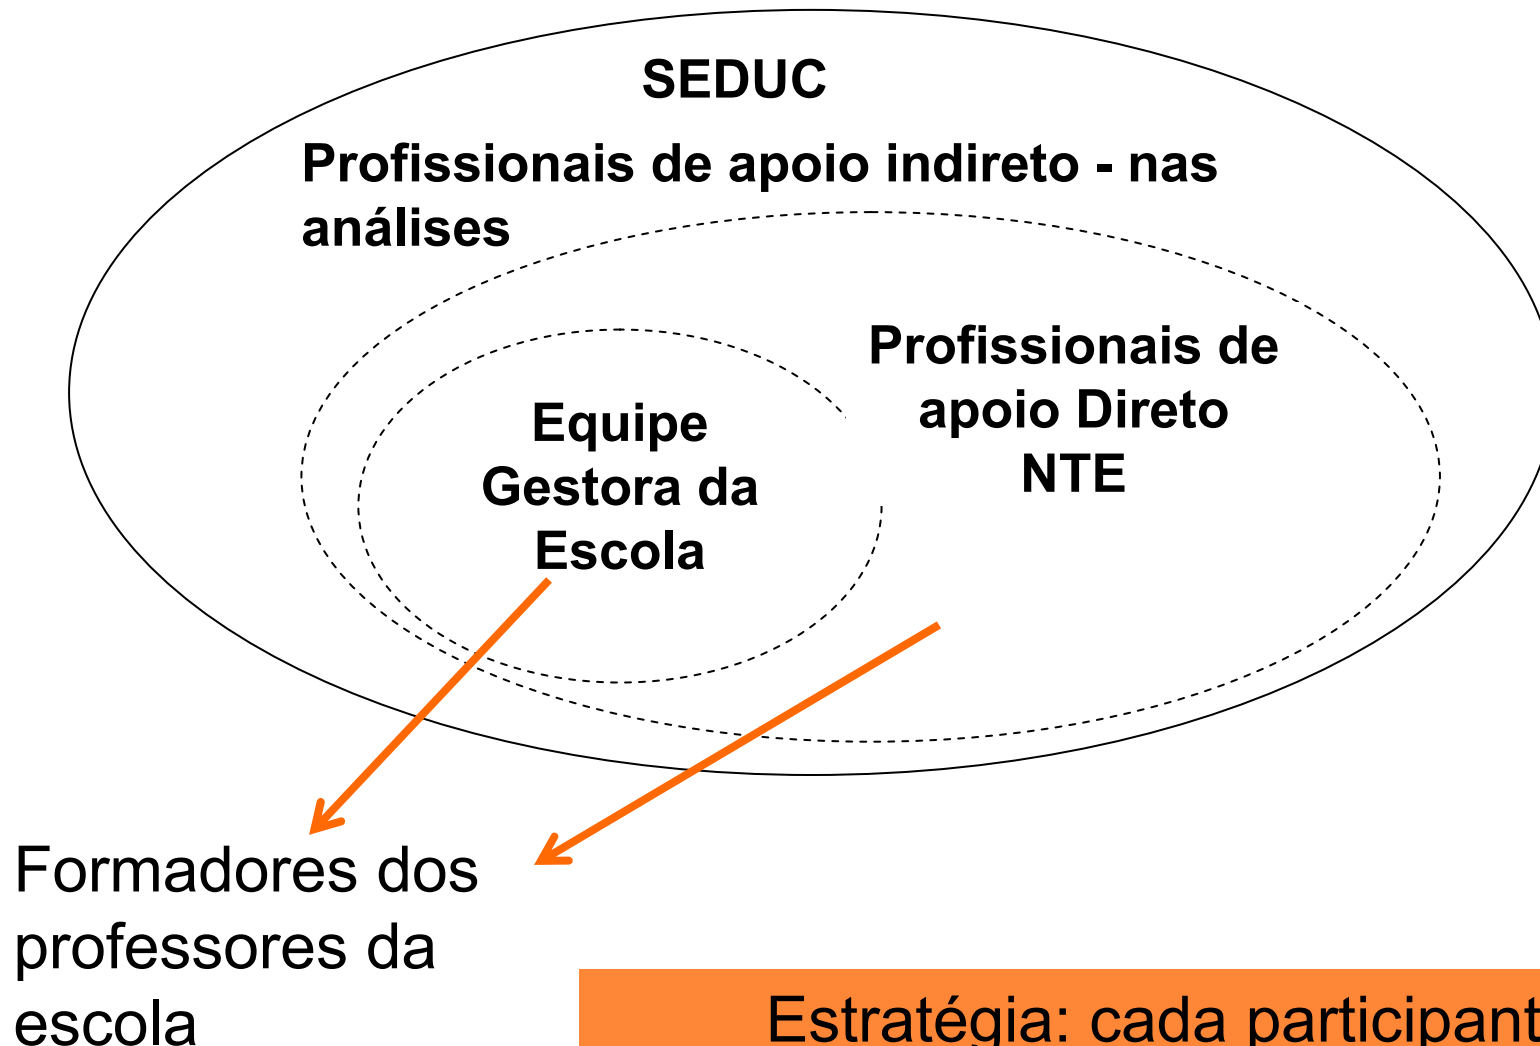 SEDUC
Profissionais de apoio indireto - nas
análises
Profissionais de
apoio Direto
NTE
Equipe
Gestora da
Escola
Formadores dos
professores da
escola
Estratégia: cada participant